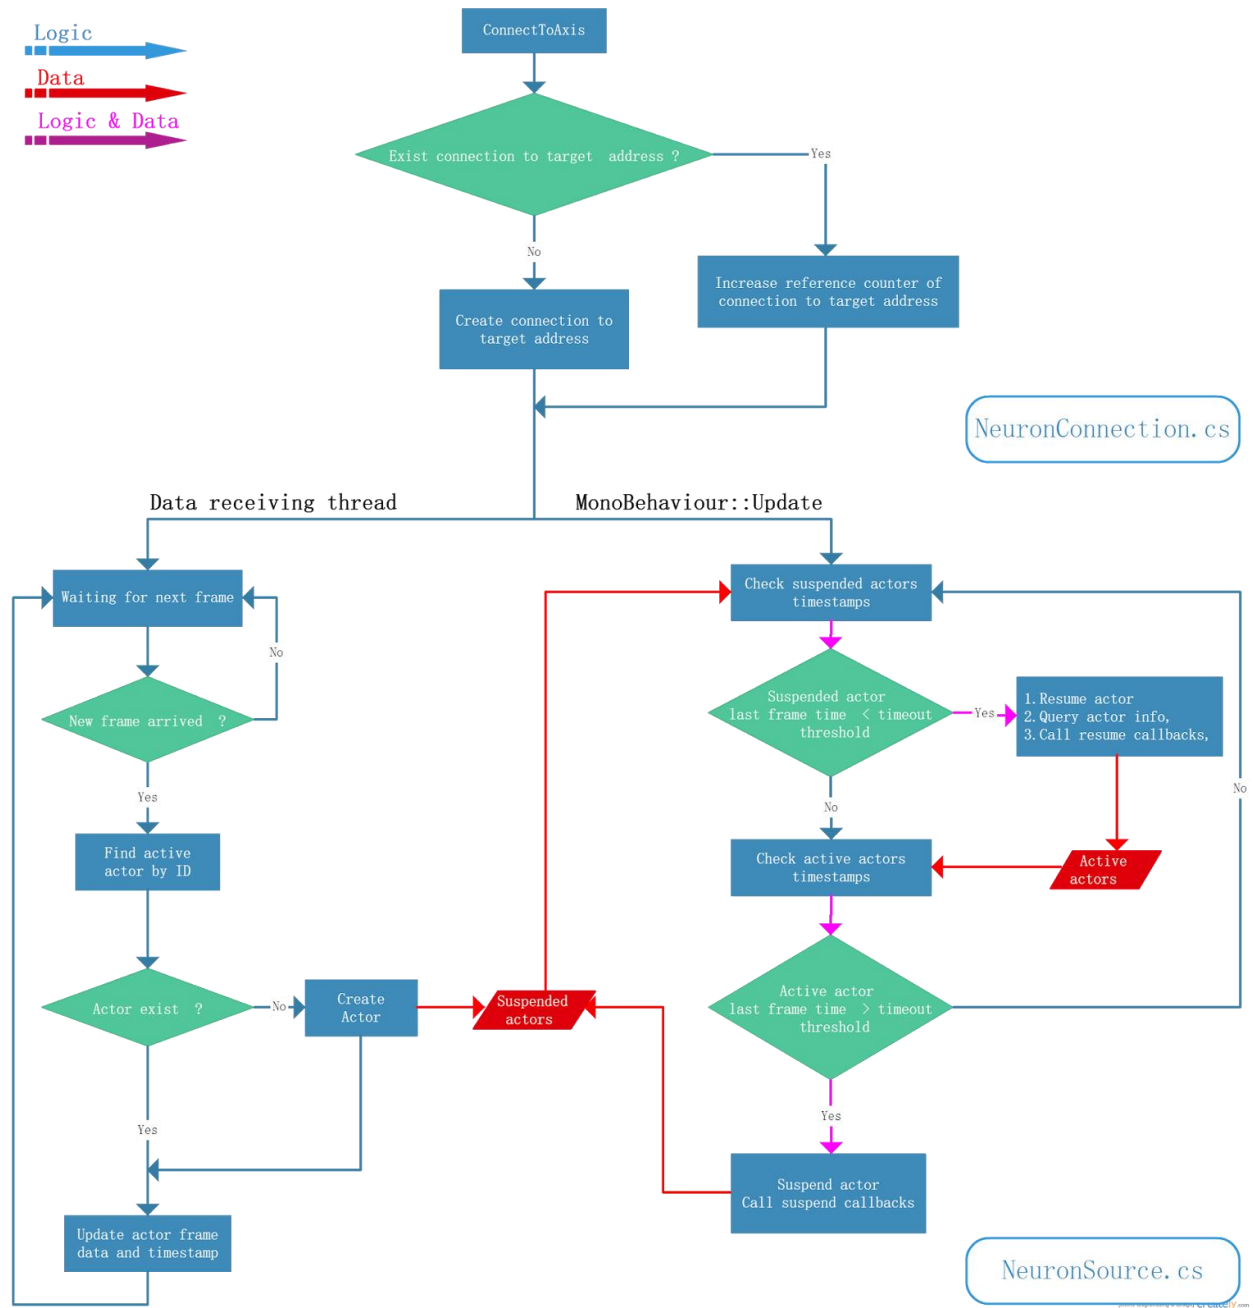 Logic
Data
Logic & Data
ConnectToAxis
Exist connection to target address ?
Yes
No
Increase reference counter of
connection to target address
Create connection to
target address
NeuronConnection.cs
Data receiving thread
MonoBehaviour::Update
Waiting for next frame
No
New frame arrived ?
Yes
Find active
actor by ID
Actor exist ?
No
Create
Actor
Suspended
actors
Yes
Update actor frame
data and timestamp
Check suspended actors
timestamps
Suspended actor
last frame time < timeout
threshold
Yes
1.Resume actor
2.Query actor info,
3.Call resume callbacks,
No
No
Check active actors
timestamps
Active
actors
Active actor
last frame time > timeout
threshold
Yes
Suspend actor
Call suspend callbacks
NeuronSource.cs
creately.com